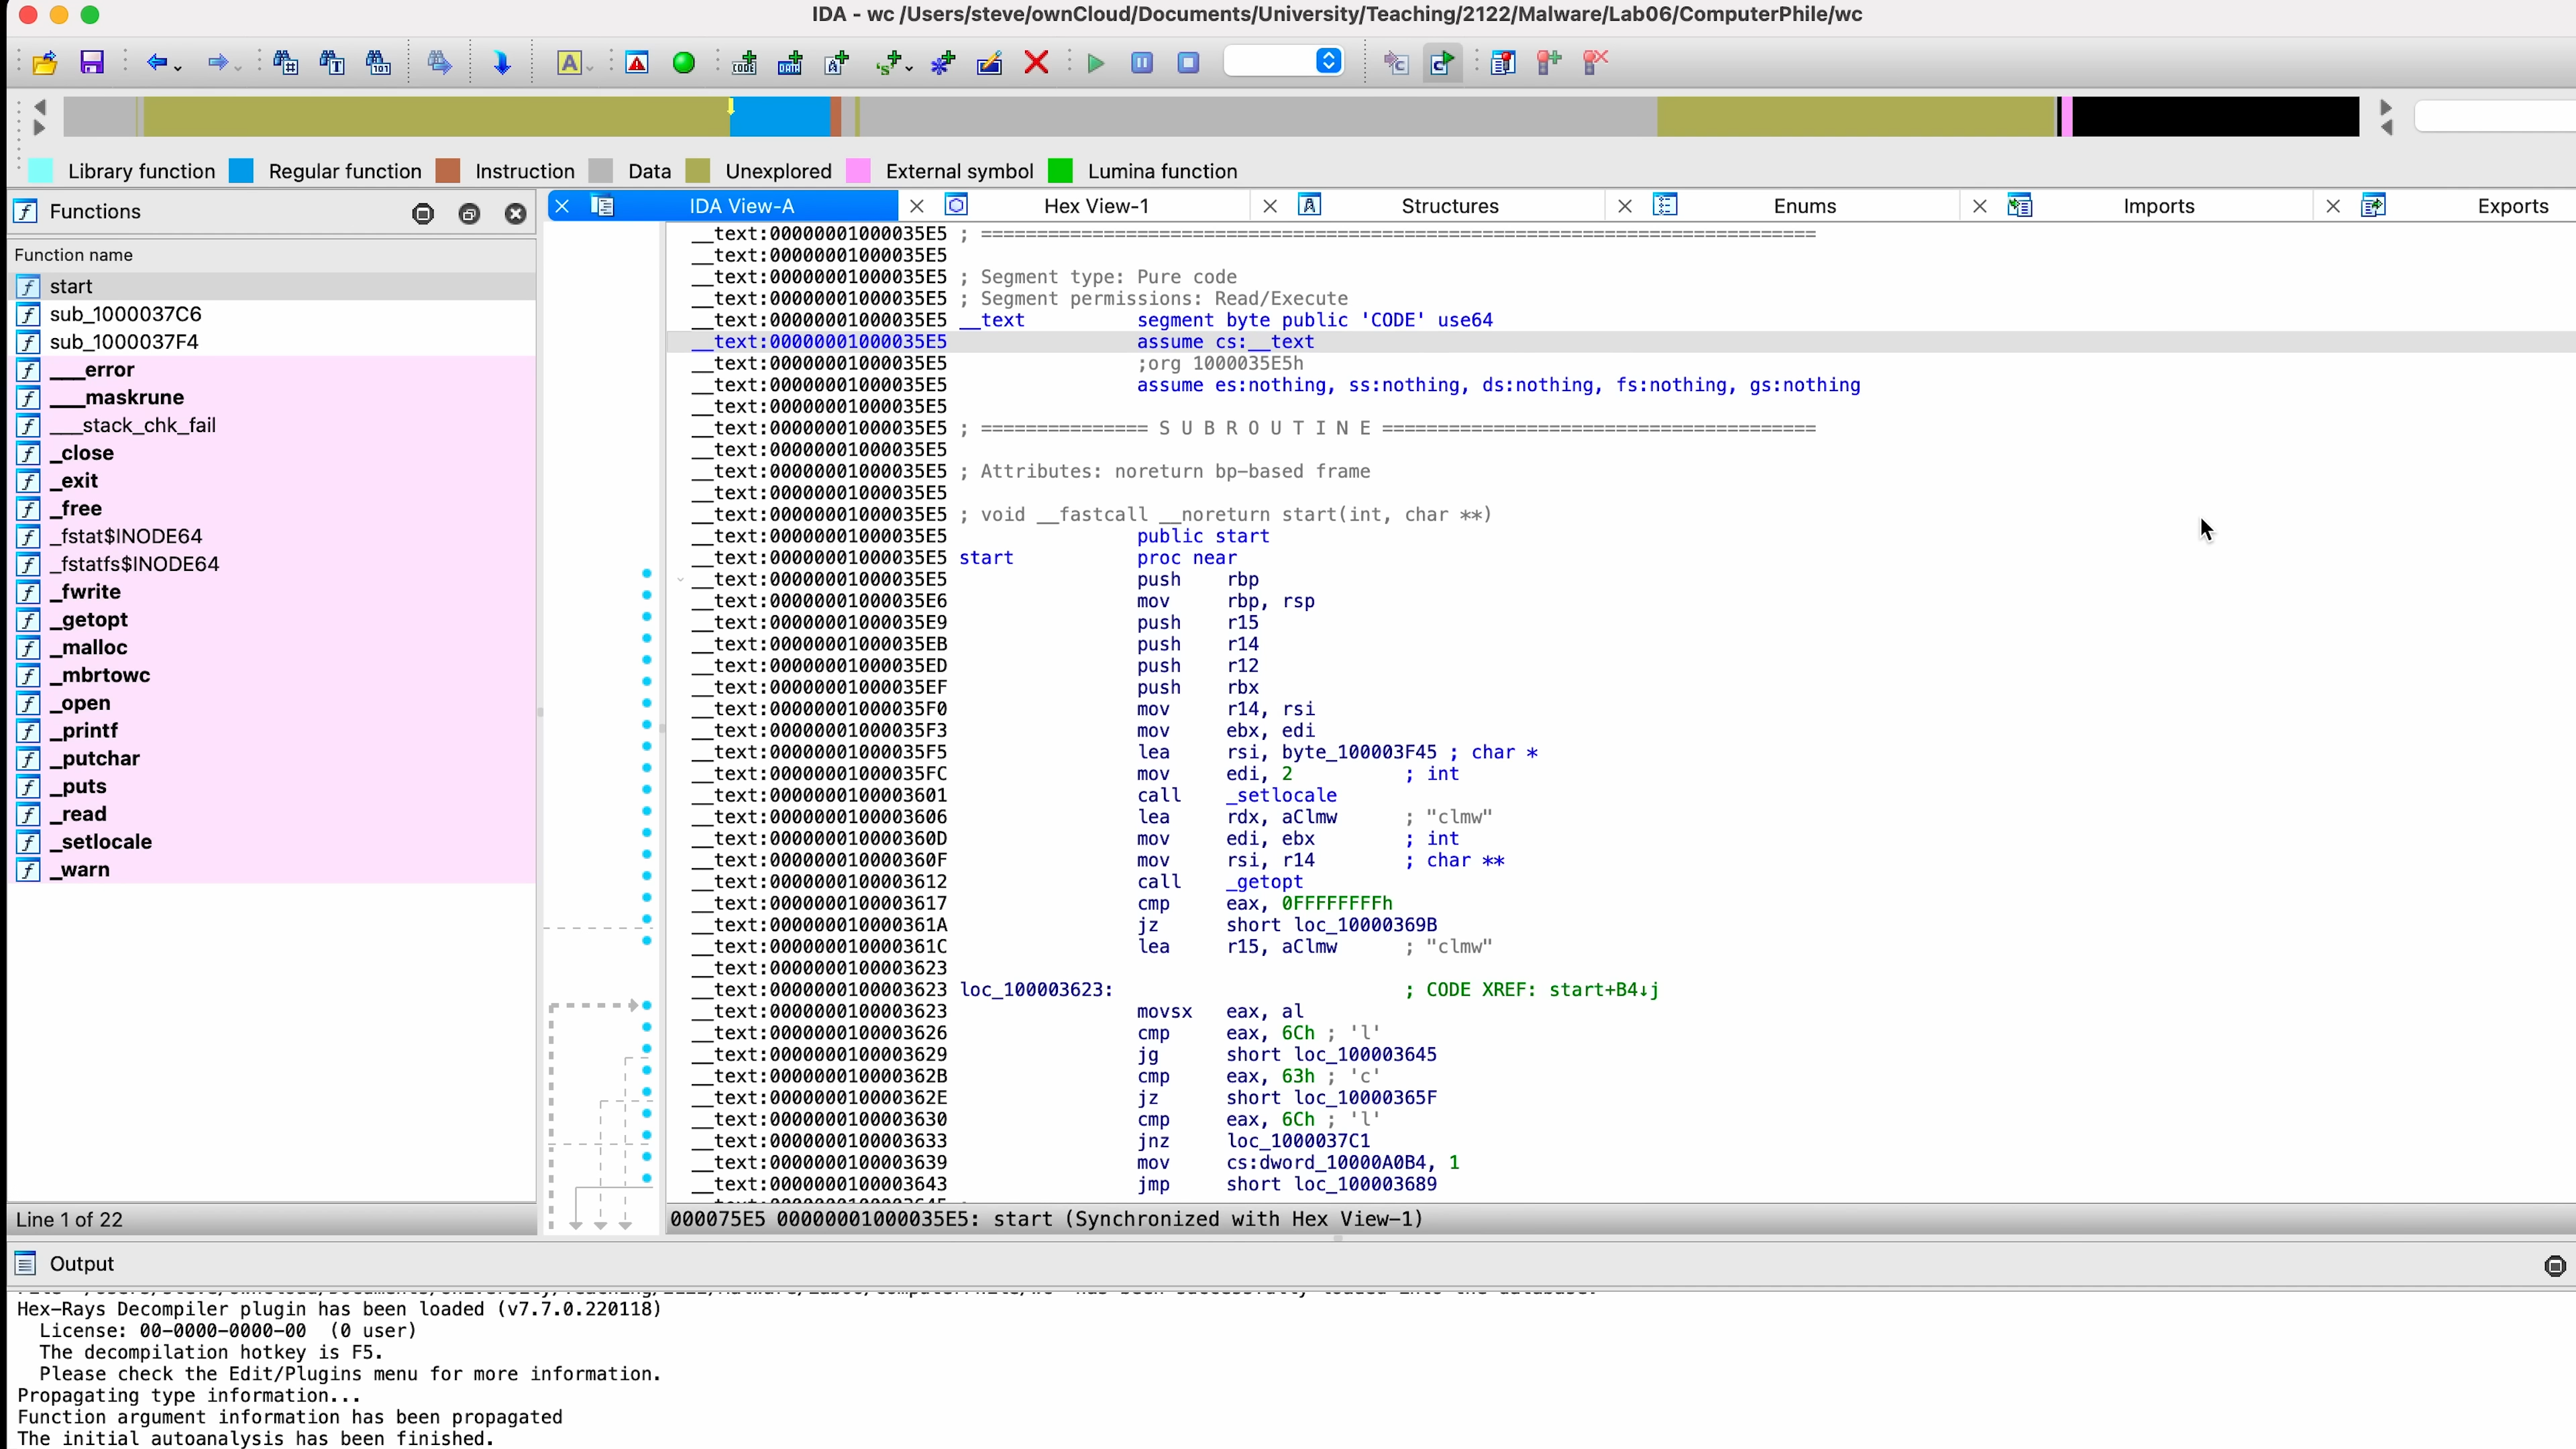 IDA - wc /Users/steve/ownCloud/Documents/University/Teaching/2122/Malware/Lab06/ComputerPhile/wc
Library function Regular function Instruction Data Unexplored External symbol Lumina function
Functions
Function name
start
sub_1000037C6
sub_1000037F4
___error
___maskrune
___stack_chk_fail
_close
_exit
_free
_fstat$INODE64
_fstatfs$INODE64
_fwrite
_getopt
_malloc
_mbrtowc
_open
_printf
_putchar
_puts
_read
_setlocale
_warn
Line 1 of 22
IDA View-A Hex View-1 Structures Enums Imports Exports
__text:00000001000035E5 ; ===========================================================================
__text:00000001000035E5
__text:00000001000035E5 ; Segment type: Pure code
__text:00000001000035E5 ; Segment permissions: Read/Execute
__text:00000001000035E5 __text segment byte public 'CODE' use64
__text:00000001000035E5 assume cs:__text
__text:00000001000035E5 ;org 1000035E5h
__text:00000001000035E5 assume es:nothing, ss:nothing, ds:nothing, fs:nothing, gs:nothing
__text:00000001000035E5
__text:00000001000035E5 ; =============== S U B R O U T I N E =======================================
__text:00000001000035E5
__text:00000001000035E5 ; Attributes: noreturn bp-based frame
__text:00000001000035E5
__text:00000001000035E5 ; void __fastcall __noreturn start(int, char **)
__text:00000001000035E5 public start
__text:00000001000035E5 start proc near
__text:00000001000035E5 push rbp
__text:00000001000035E6 mov rbp, rsp
__text:00000001000035E9 push r15
__text:00000001000035EB push r14
__text:00000001000035ED push r12
__text:00000001000035EF push rbx
__text:00000001000035F0 mov r14, rsi
__text:00000001000035F3 mov ebx, edi
__text:00000001000035F5 lea rsi, byte_100003F45 ; char *
__text:00000001000035FC mov edi, 2 ; int
__text:0000000100003601 call _setlocale
__text:0000000100003606 lea rdx, aClmw ; "clmw"
__text:000000010000360D mov edi, ebx ; int
__text:000000010000360F mov rsi, r14 ; char **
__text:0000000100003612 call _getopt
__text:0000000100003617 cmp eax, 0FFFFFFFFh
__text:000000010000361A jz short loc_10000369B
__text:000000010000361C lea r15, aClmw ; "clmw"
__text:0000000100003623
__text:0000000100003623 loc_100003623: ; CODE XREF: start+B4↓j
__text:0000000100003623 movsx eax, al
__text:0000000100003626 cmp eax, 6Ch ; 'l'
__text:0000000100003629 jg short loc_100003645
__text:000000010000362B cmp eax, 63h ; 'c'
__text:000000010000362E jz short loc_10000365F
__text:0000000100003630 cmp eax, 6Ch ; 'l'
__text:0000000100003633 jnz loc_1000037C1
__text:0000000100003639 mov cs:dword_10000A0B4, 1
__text:0000000100003643 jmp short loc_100003689
000075E5 00000001000035E5: start (Synchronized with Hex View-1)
Output
Hex-Rays Decompiler plugin has been loaded (v7.7.0.220118)
License: 00-0000-0000-00 (0 user)
The decompilation hotkey is F5.
Please check the Edit/Plugins menu for more information.
Propagating type information...
Function argument information has been propagated
The initial autoanalysis has been finished.